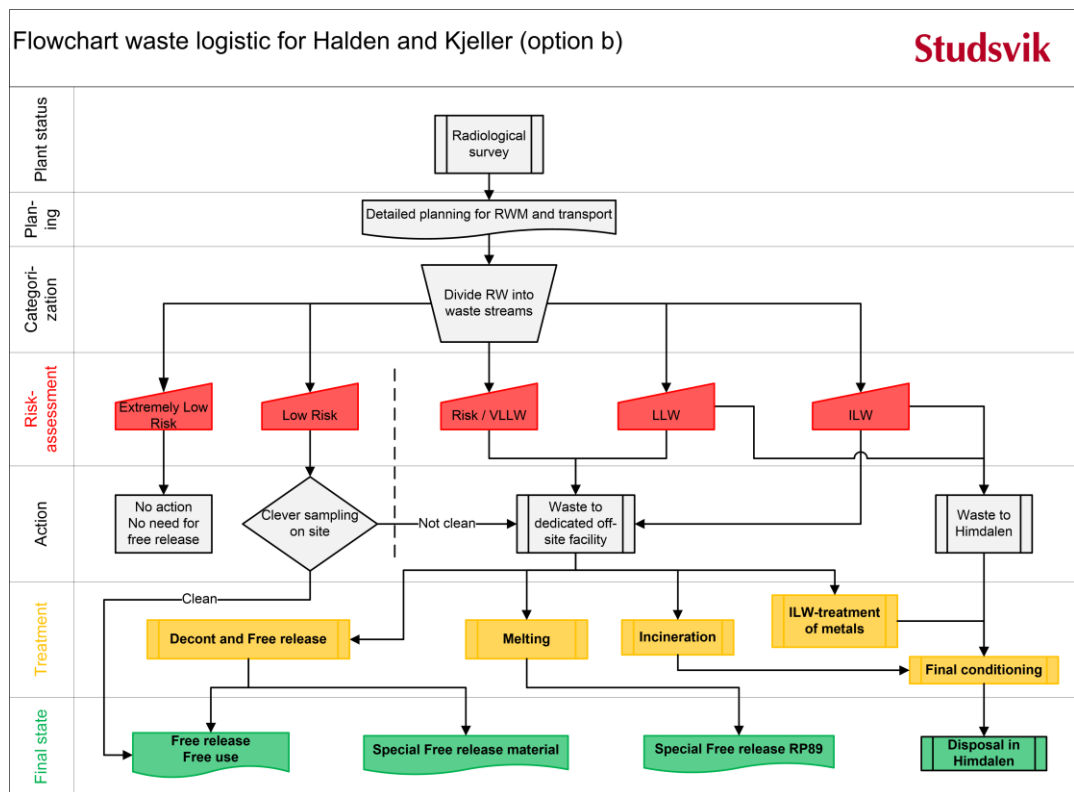 Flowchart waste logistic for Halden and Kjeller (option b)
Studsvik
Plant status
Radiological
survey
Plan-
ing
Detailed planning for RWM and transport
Categori-
zation
Divide RW into
waste streams
Risk-
assessment
Extremely Low
Risk
Low Risk
Risk / VLLW
LLW
ILW
Action
No action
No need for
free release
Clever sampling
on site
Not clean
Waste to
dedicated off-
site facility
Waste to
Himdalen
Clean
Treatment
Decont and Free release
Melting
Incineration
ILW-treatment
of metals
Final conditioning
Final state
Free release
Free use
Special Free release material
Special Free release RP89
Disposal in
Himdalen